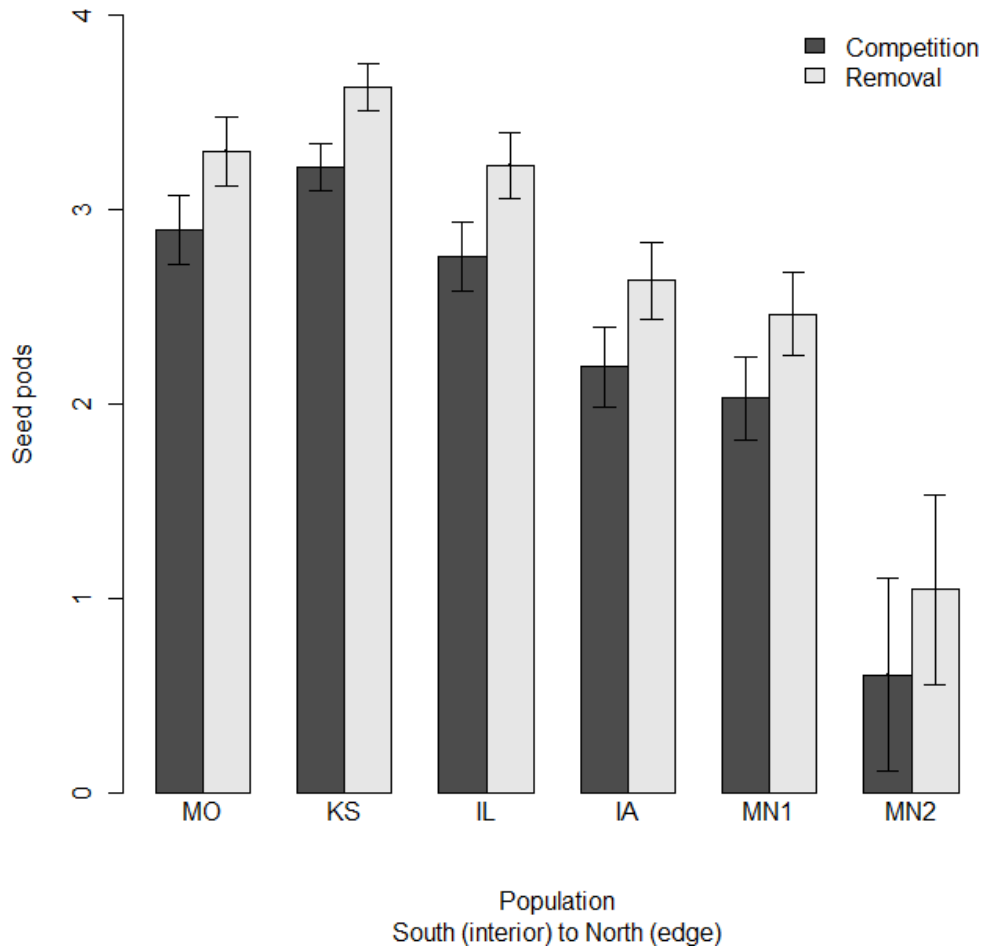 Competition
Removal
Seed pods
4
3
2
1
0
MO KS IL IA MN1 MN2
Population
South (interior) to North (edge)